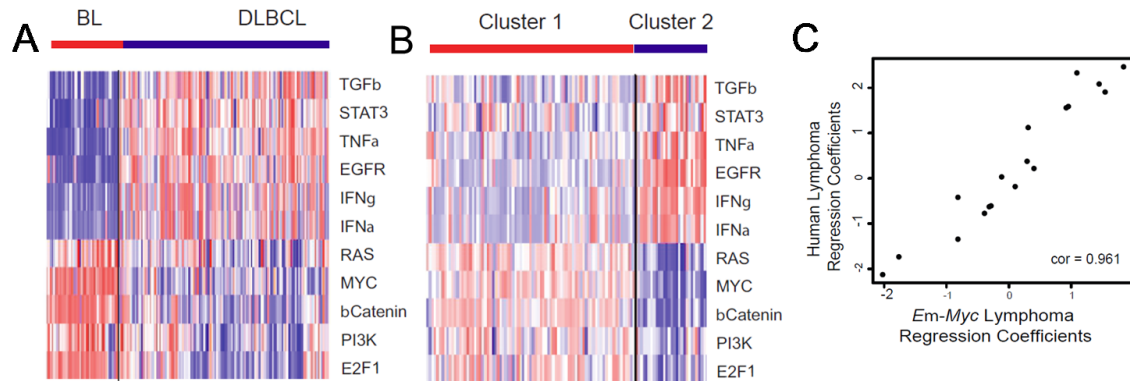 A
BL
DLBCL
TGFb
STAT3
TNFa
EGFR
IFNg
IFNa
RAS
MYC
bCatenin
PI3K
E2F1
B
Cluster 1
Cluster 2
TGFb
STAT3
TNFa
EGFR
IFNg
IFNa
RAS
MYC
bCatenin
PI3K
E2F1
C
Human Lymphoma
Regression Coefficients
2
1
0
-1
-2
cor = 0.961
-2
-1
0
1
Em-Myc Lymphoma
Regression Coefficients